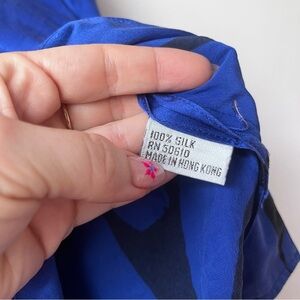 100% SILK
RN 50610
MADE IN HONG KONG